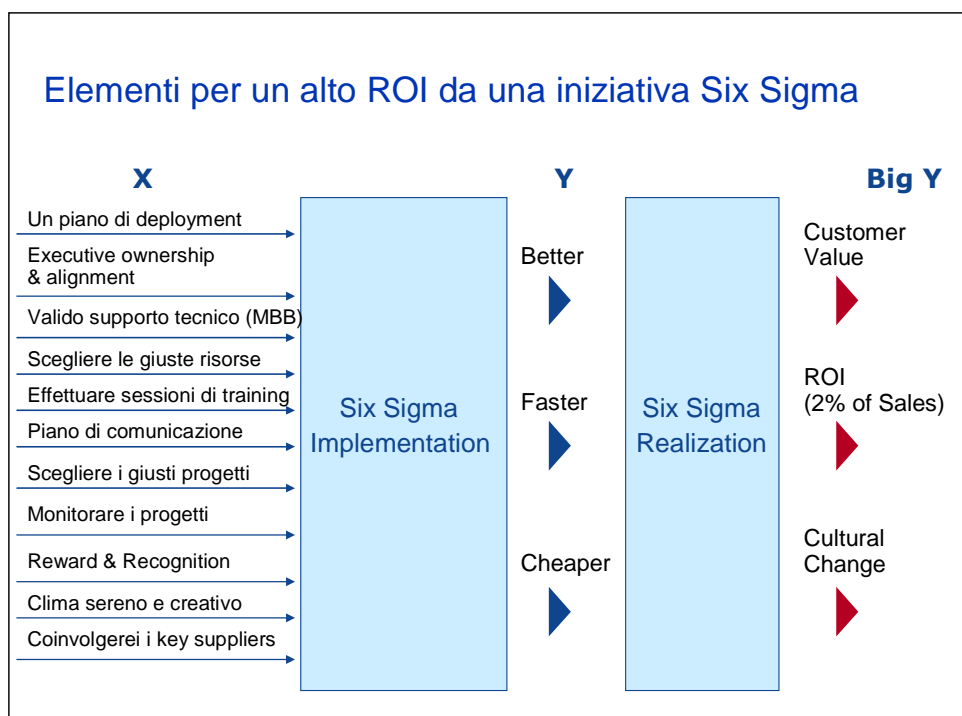 Elementi per un alto ROI da una iniziativa Six Sigma
X
Y
Big Y
Un piano di deployment
Executive ownership
& alignment
Valido supporto tecnico (MBB)
Scegliere le giuste risorse
Effettuare sessioni di training
Piano di comunicazione
Scegliere i giusti progetti
Monitorare i progetti
Reward & Recognition
Clima sereno e creativo
Coinvolgerei i key suppliers
Six Sigma
Implementation
Better
Faster
Cheaper
Six Sigma
Realization
Customer
Value
ROI
(2% of Sales)
Cultural
Change